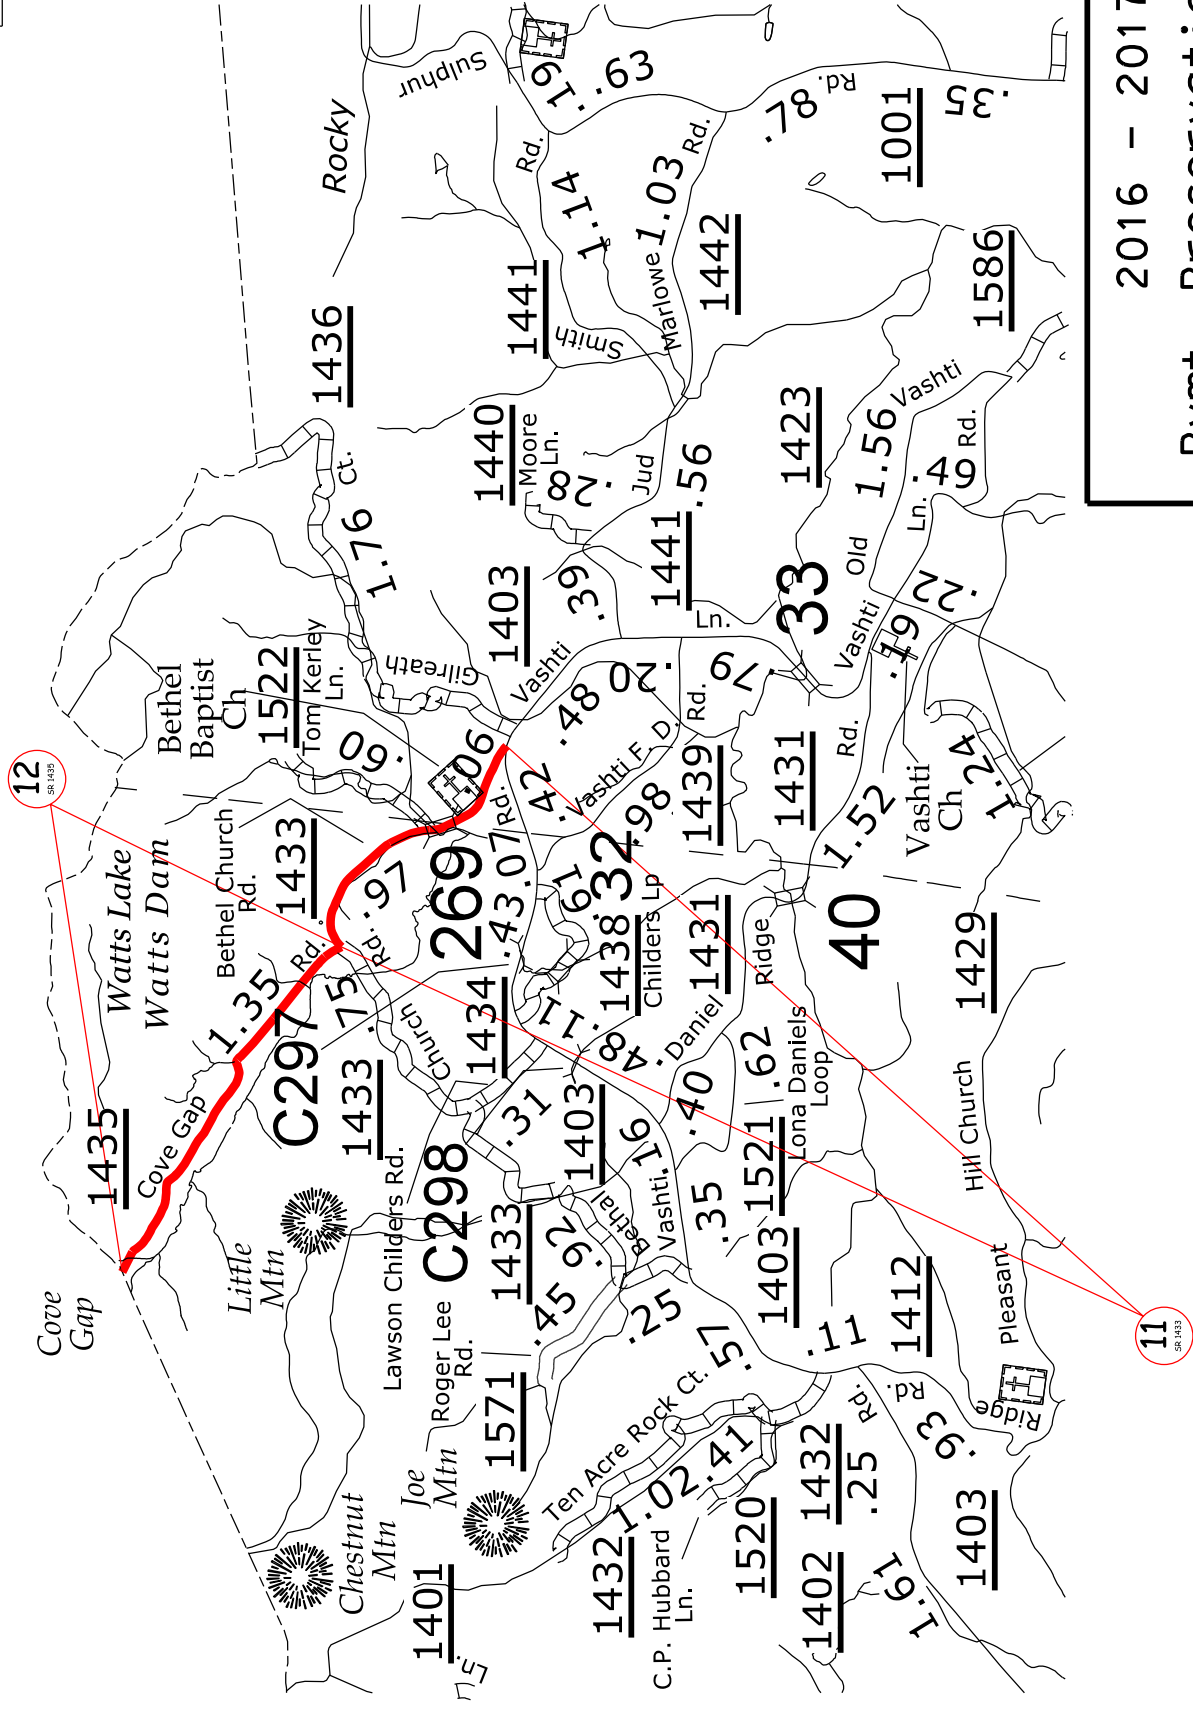 2016 - 2017
12
SR 1435
11
SR 1433
Rocky
Sulphur
Rd.
.19
.63
.78
Rd.
1001
.35
1.14
1.03
Rd.
Marlowe
1442
1441
Smith
1586
1436
1440
Moore
Ln.
.28
Jud
.56
1423
1.56
Vashti
.49
Rd.
Ln.
Old
Ct.
1.76
1403
.39
1441
Ln.
33
.22
Vashti
.19
Gilreath
Vashti
.20
.79
Bethel
Baptist
Ch
1522
Tom Kerley
Ln.
.60
.06
.48
Rd.
Vashti F. D.
1439
1431
Rd.
Vashti
Ch
1.24
1.52
.42
.98
Rd.
.07
.43
Watts Lake
Watts Dam
Bethel Church
Rd.
1433
.97
269
.61
32
1438
Childers Lp
1431
Ridge
40
1429
Rd.
Rd.
1.35
C297
.75
1433
Church
1434
.11
.48
Daniel
.62
Lona Daniels
Loop
.40
1521
Hill Church
1435
Cove Gap
Cove
Gap
Little
Mtn
Lawson Childers Rd.
C298
.31
1403
.16
Bethal
Vashti
.35
1403
1412
Pleasant
Ridge
1433
.92
.45
.25
.57
.11
Roger Lee
Rd.
1571
Joe
Mtn
Chestnut
Mtn
1401
Ln.
Ten Acre Rock Ct.
1.02
.41
1432
C.P. Hubbard
Ln.
1520
1432
.25
Rd.
Rd.
.93
1402
1.61
1403